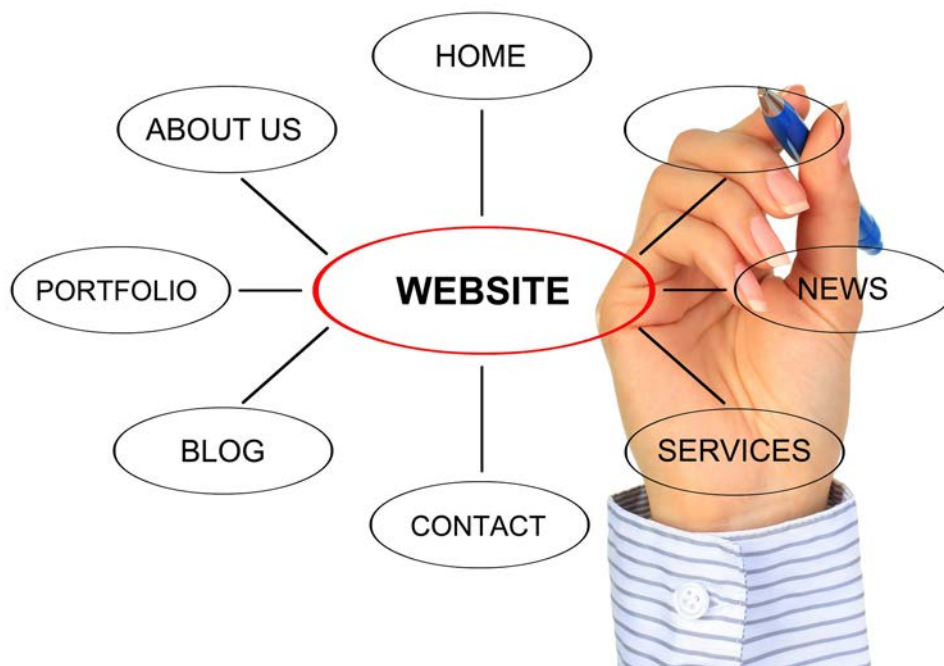 HOME
ABOUT US
PORTFOLIO
WEBSITE
NEWS
BLOG
SERVICES
CONTACT